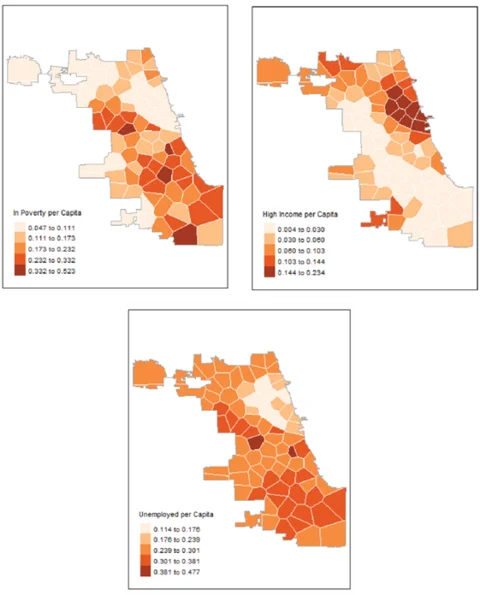 In Poverty per Capita
0.047 to 0.111
0.111 to 0.173
0.173 to 0.232
0.232 to 0.332
0.332 to 0.523
High Income per Capita
0.004 to 0.030
0.030 to 0.060
0.060 to 0.103
0.103 to 0.144
0.144 to 0.234
Unemployed per Capita
0.114 to 0.176
0.176 to 0.239
0.239 to 0.301
0.301 to 0.381
0.381 to 0.477